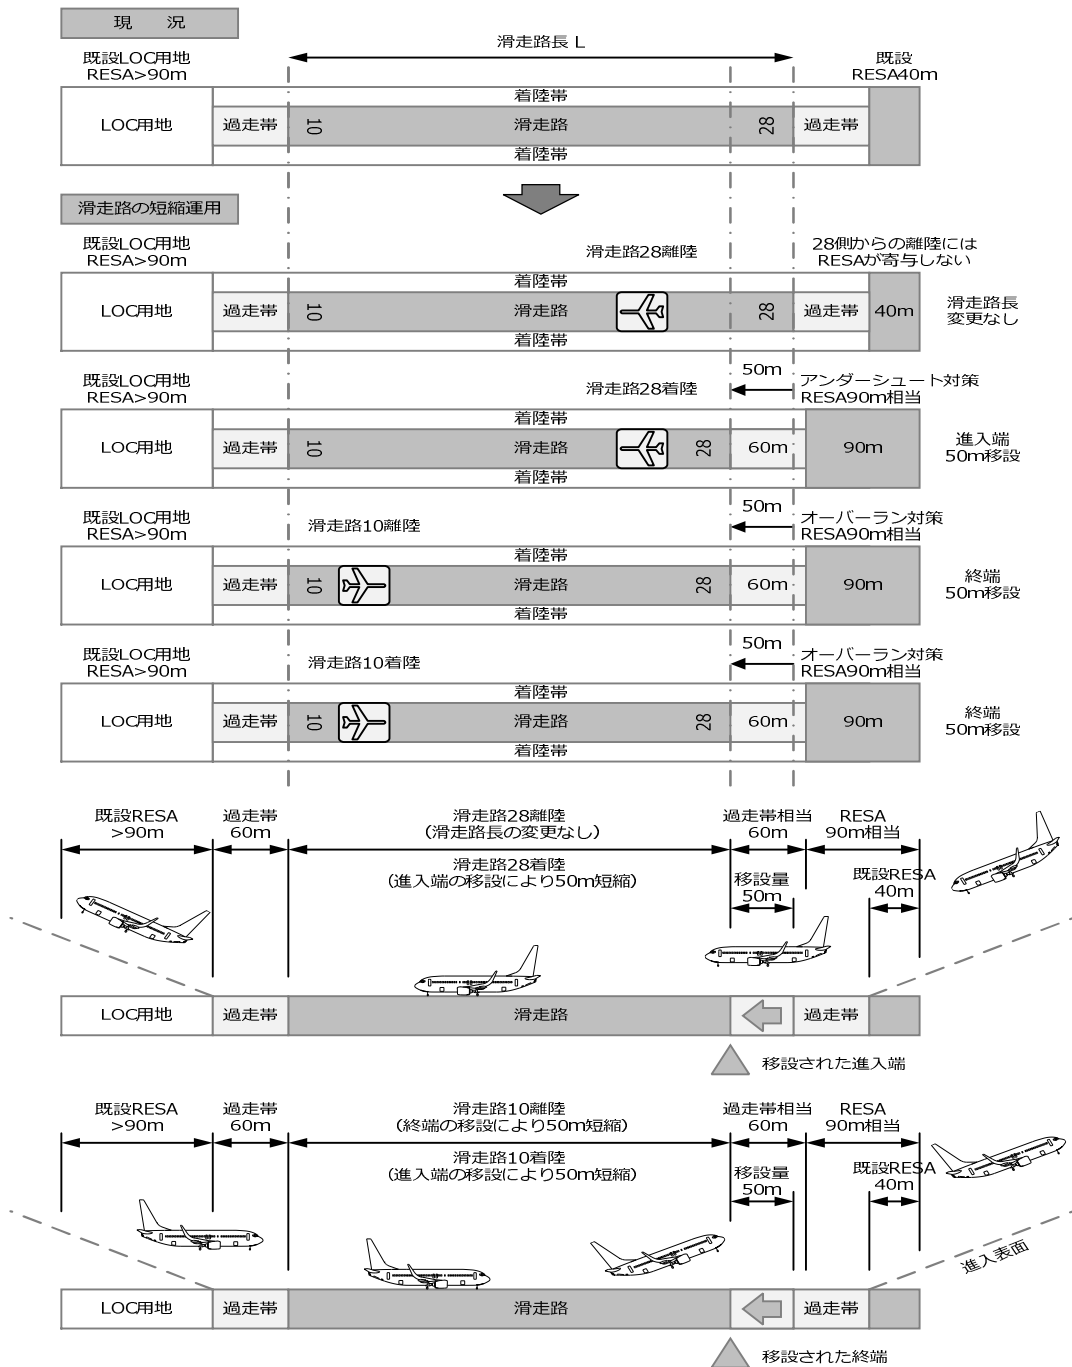 現　　況
滑走路長 L
既設LOC用地
RESA>90m
既設
RESA40m
着陸帯
LOC用地
過走帯
10
滑走路
28
過走帯
着陸帯
滑走路の短縮運用
既設LOC用地
RESA>90m
滑走路28離陸
28側からの離陸には
RESAが寄与しない
着陸帯
LOC用地
過走帯
10
滑走路
28
過走帯
40m
着陸帯
滑走路長
変更なし
既設LOC用地
RESA>90m
滑走路28着陸
50m
アンダーシュート対策
RESA90m相当
着陸帯
LOC用地
過走帯
10
滑走路
28
60m
90m
着陸帯
進入端
50m移設
既設LOC用地
RESA>90m
滑走路10離陸
50m
オーバーラン対策
RESA90m相当
着陸帯
LOC用地
過走帯
10
滑走路
28
60m
90m
着陸帯
終端
50m移設
既設LOC用地
RESA>90m
滑走路10着陸
50m
オーバーラン対策
RESA90m相当
着陸帯
LOC用地
過走帯
10
滑走路
28
60m
90m
着陸帯
終端
50m移設
既設RESA
>90m
過走帯
60m
滑走路28離陸
（滑走路長の変更なし）
過走帯相当
60m
RESA
90m相当
滑走路28着陸
（進入端の移設により50m短縮）
移設量
50m
既設RESA
40m
LOC用地
過走帯
滑走路
過走帯
移設された進入端
既設RESA
>90m
過走帯
60m
滑走路10離陸
（終端の移設により50m短縮）
過走帯相当
60m
RESA
90m相当
滑走路10着陸
（進入端の移設により50m短縮）
移設量
50m
既設RESA
40m
進入表面
LOC用地
過走帯
滑走路
過走帯
移設された終端